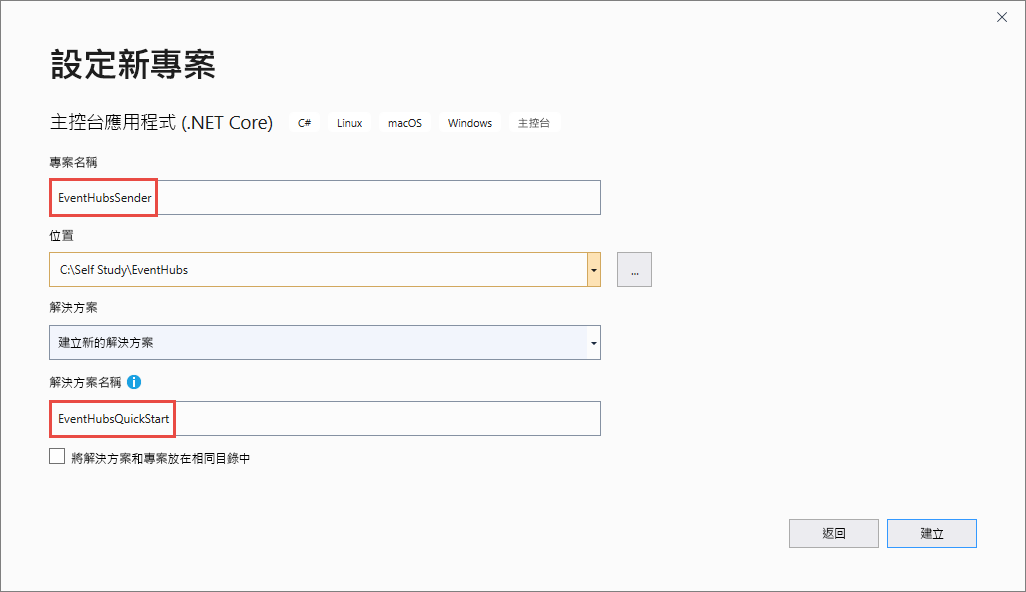 設定新專案
主控台應用程式 (.NET Core) C# Linux macOS Windows 主控台
專案名稱
EventHubsSender
位置
C:\Self Study\EventHubs ...
解決方案
建立新的解決方案
解決方案名稱 i
EventHubsQuickStart
將解決方案和專案放在相同目錄中
返回 建立